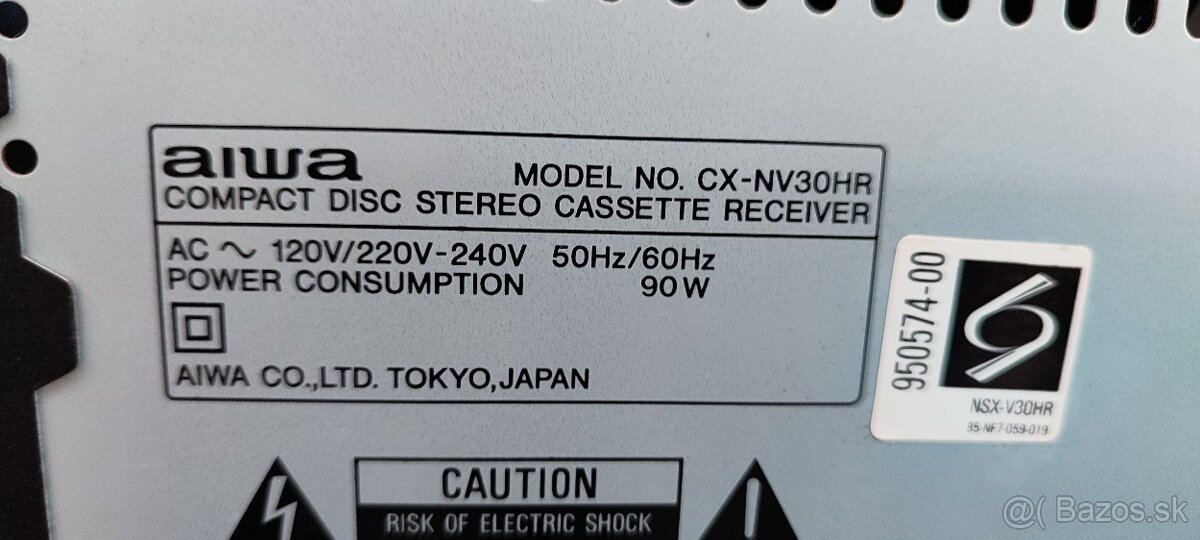 aiwa
MODEL NO. CX-NV30HR
COMPACT DISC STEREO CASSETTE RECEIVER
AC ~ 120V/220V-240V 50Hz/60Hz
POWER CONSUMPTION 90W
AIWA CO.,LTD. TOKYO,JAPAN
950574-00
NSX-V30HR
85-NF7-059-019
CAUTION
RISK OF ELECTRIC SHOCK
@( Bazos.sk